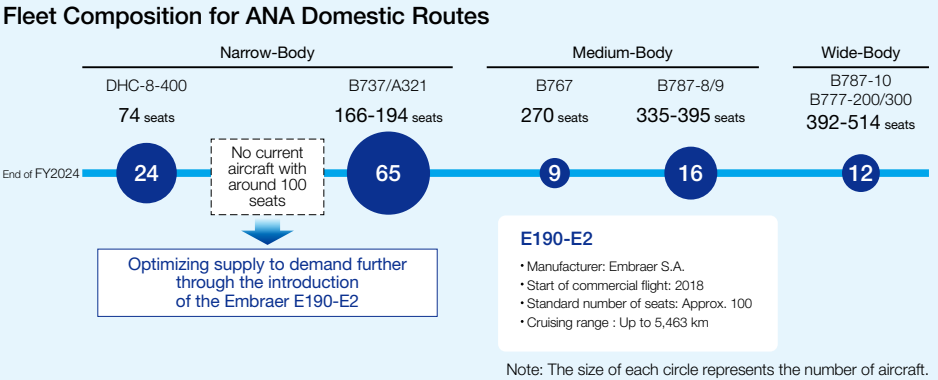 Fleet Composition for ANA Domestic Routes
Narrow-Body
Medium-Body
Wide-Body
DHC-8-400
74 seats
B737/A321
166-194 seats
B767
270 seats
B787-8/9
335-395 seats
B787-10
B777-200/300
392-514 seats
End of FY2024
24
No current
aircraft with
around 100
seats
65
9
16
12
Optimizing supply to demand further
through the introduction
of the Embraer E190-E2
E190-E2
• Manufacturer: Embraer S.A.
• Start of commercial flight: 2018
• Standard number of seats: Approx. 100
• Cruising range : Up to 5,463 km
Note: The size of each circle represents the number of aircraft.